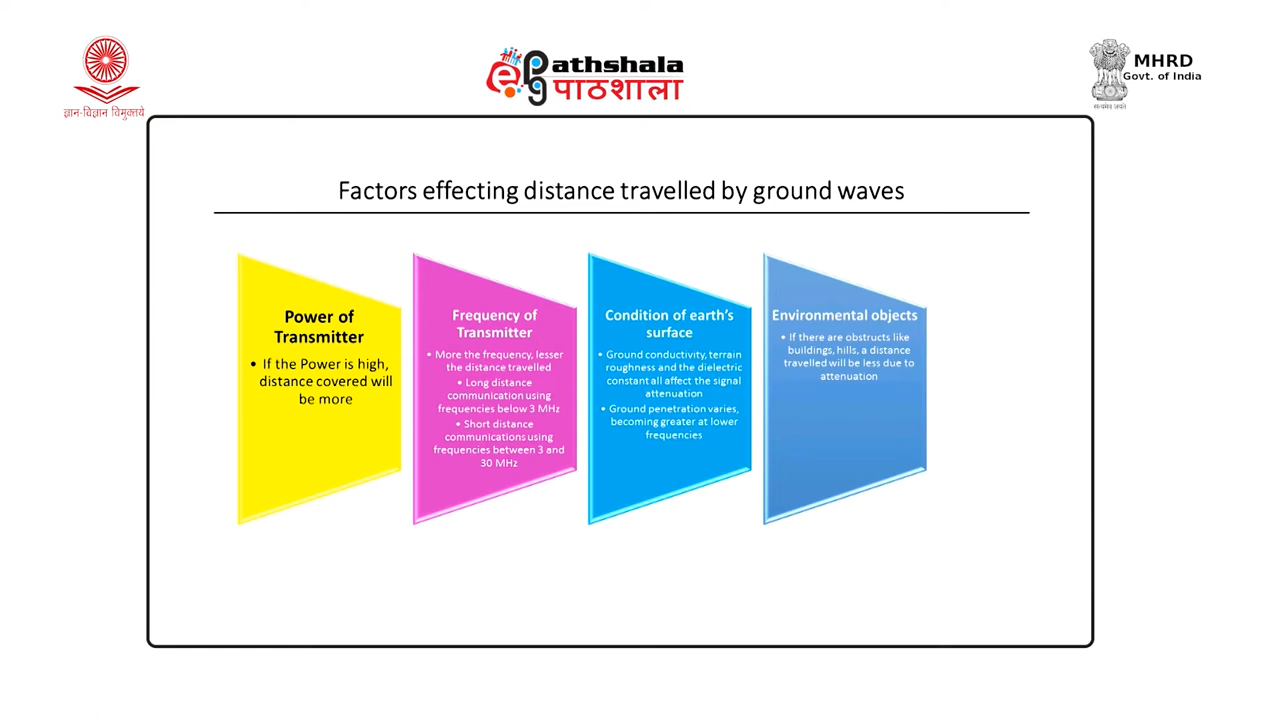 ज्ञान-विज्ञान विमुक्तये
e pg athshala
पाठशाला
MHRD
Govt. of India
सत्यमेव जयते
Factors effecting distance travelled by ground waves
Power of
Transmitter
• If the Power is high,
distance covered will
be more
Frequency of
Transmitter
• More the frequency, lesser
the distance travelled
• Long distance
communication using
frequencies below 3 MHz
• Short distance
communications using
frequencies between 3 and
30 MHz
Condition of earth's
surface
• Ground conductivity, terrain
roughness and the dielectric
constant all affect the signal
attenuation
• Ground penetration varies,
becoming greater at lower
frequencies
Environmental objects
• If there are obstructs like
buildings, hills, a distance
travelled will be less due to
attenuation